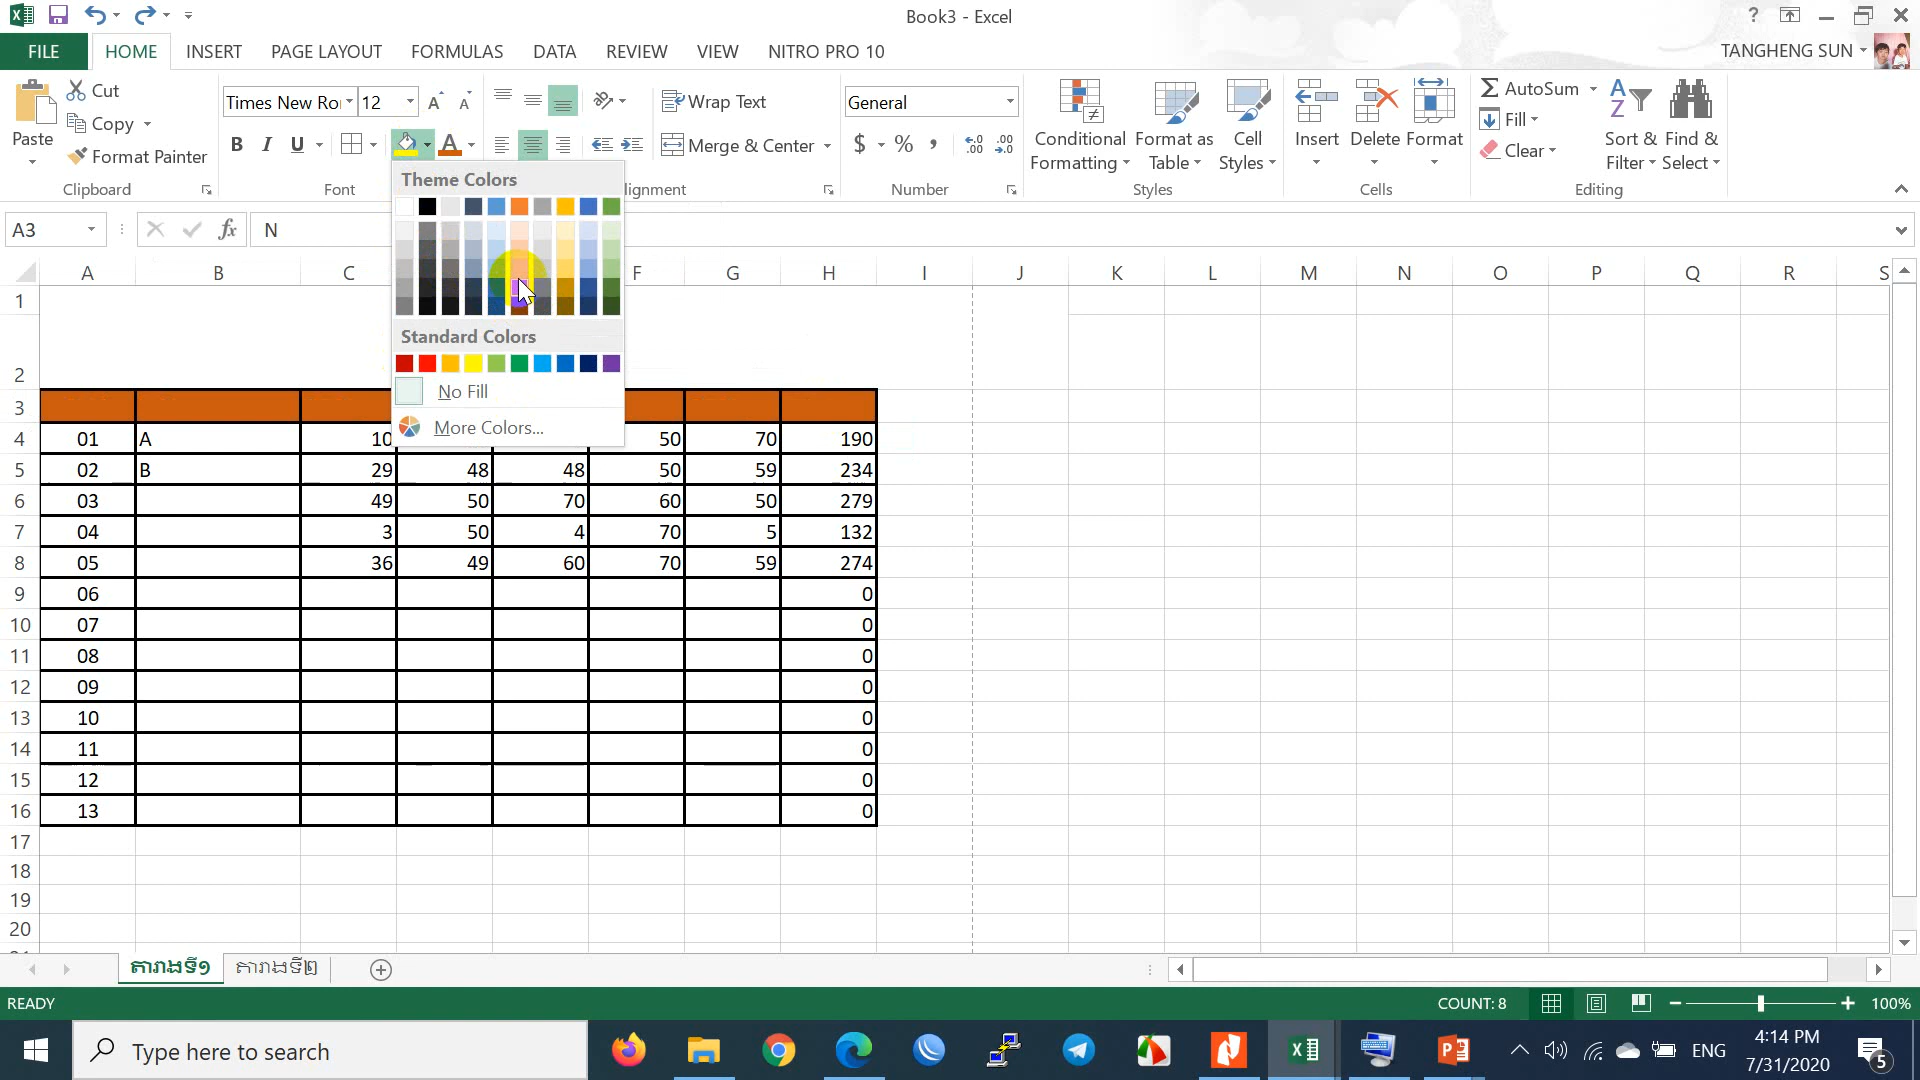 Book3 - Excel
?
FILE HOME INSERT PAGE LAYOUT FORMULAS DATA REVIEW VIEW NITRO PRO 10 TANGHENG SUN
Paste
Cut
Copy
Format Painter
Clipboard
Times New Ro 12
B I U
Font
Wrap Text
Merge & Center
lignment
General
$ % ,
Number
Conditional Formatting
Format as Table
Cell Styles
Styles
Insert Delete Format
Cells
AutoSum
Fill
Clear
Sort & Filter
Find & Select
Editing
A3 fx N
Theme Colors
Standard Colors
No Fill
More Colors...
A B C F G H I J K L M N O P Q R S
1
2
3
4 01 A 10 50 70 190
5 02 B 29 48 48 50 59 234
6 03 49 50 70 60 50 279
7 04 3 50 4 70 5 132
8 05 36 49 60 70 59 274
9 06 0
10 07 0
11 08 0
12 09 0
13 10 0
14 11 0
15 12 0
16 13 0
17
18
19
20
តារាងទី១ តារាងទី២
READY COUNT: 8 100%
Type here to search
ENG
4:14 PM
7/31/2020
5